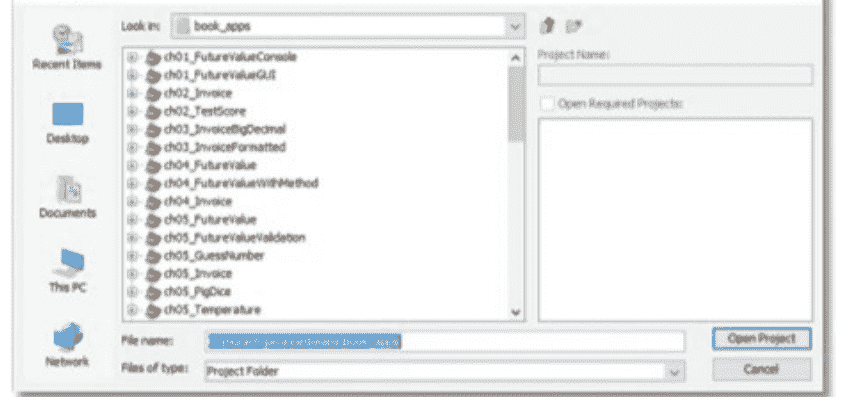 Look in: book_apps
Recent Items
Desktop
Documents
This PC
Network
ch01_FutureValueConsole
ch01_FutureValueGUI
ch02_Invoice
ch02_TestScore
ch03_InvoiceBigDecimal
ch03_InvoiceFormatted
ch04_FutureValue
ch04_FutureValueWithMethod
ch04_Invoice
ch05_FutureValue
ch05_FutureValueValidation
ch05_GuessNumber
ch05_Invoice
ch05_PigDice
ch05_Temperature
Project Name:
Open Required Projects:
File name:
Open Project
Files of type: Project Folder
Cancel